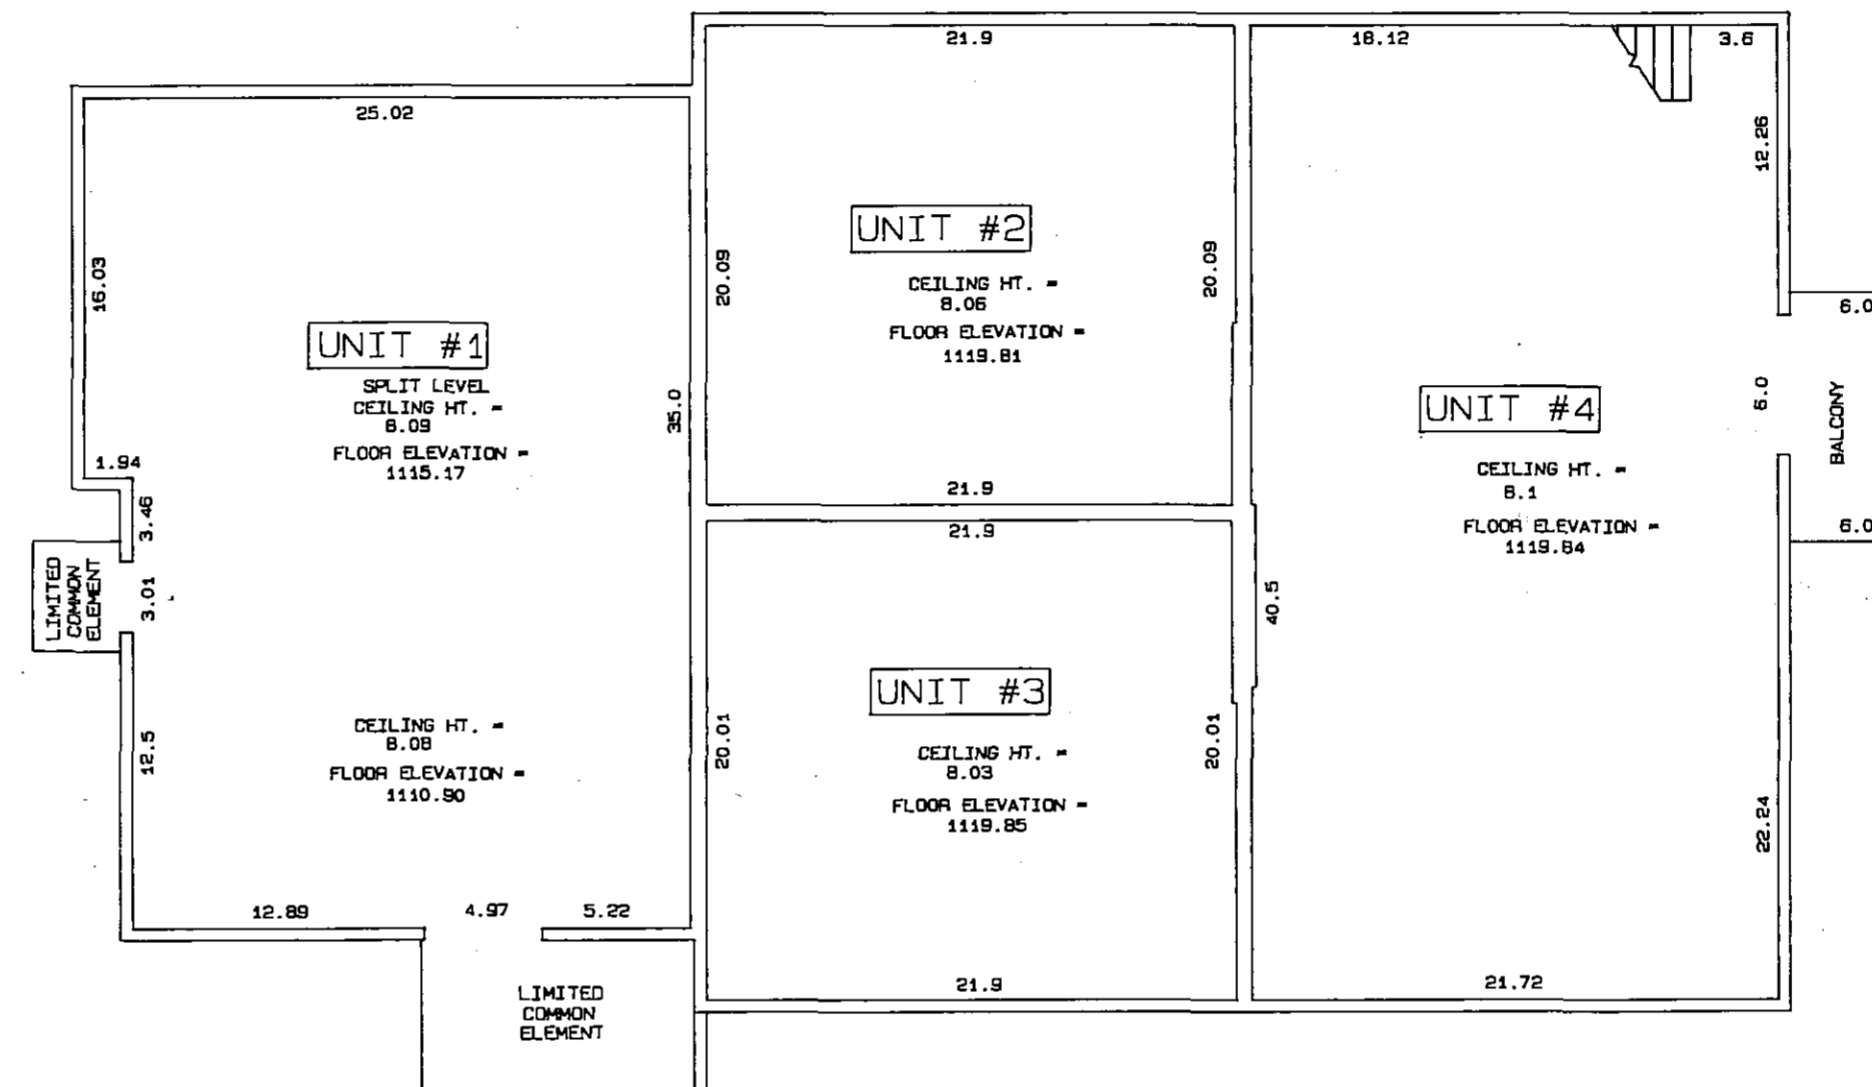 25.02
16.03
UNIT #1
SPLIT LEVEL
CEILING HT. =
8.09
FLOOR ELEVATION =
1115.17
35.0
1.94
3.46
LIMITED
COMMON
ELEMENT
3.01
12.5
CEILING HT. =
8.08
FLOOR ELEVATION =
1110.90
12.89
4.97
5.22
LIMITED
COMMON
ELEMENT
21.9
20.09
UNIT #2
CEILING HT. =
8.06
FLOOR ELEVATION =
1119.81
20.09
21.9
21.9
20.01
UNIT #3
CEILING HT. =
8.03
FLOOR ELEVATION =
1119.85
20.01
21.9
18.12
3.6
12.26
UNIT #4
CEILING HT. =
8.1
FLOOR ELEVATION =
1119.84
40.5
6.0
6.0
BALCONY
6.0
22.24
21.72